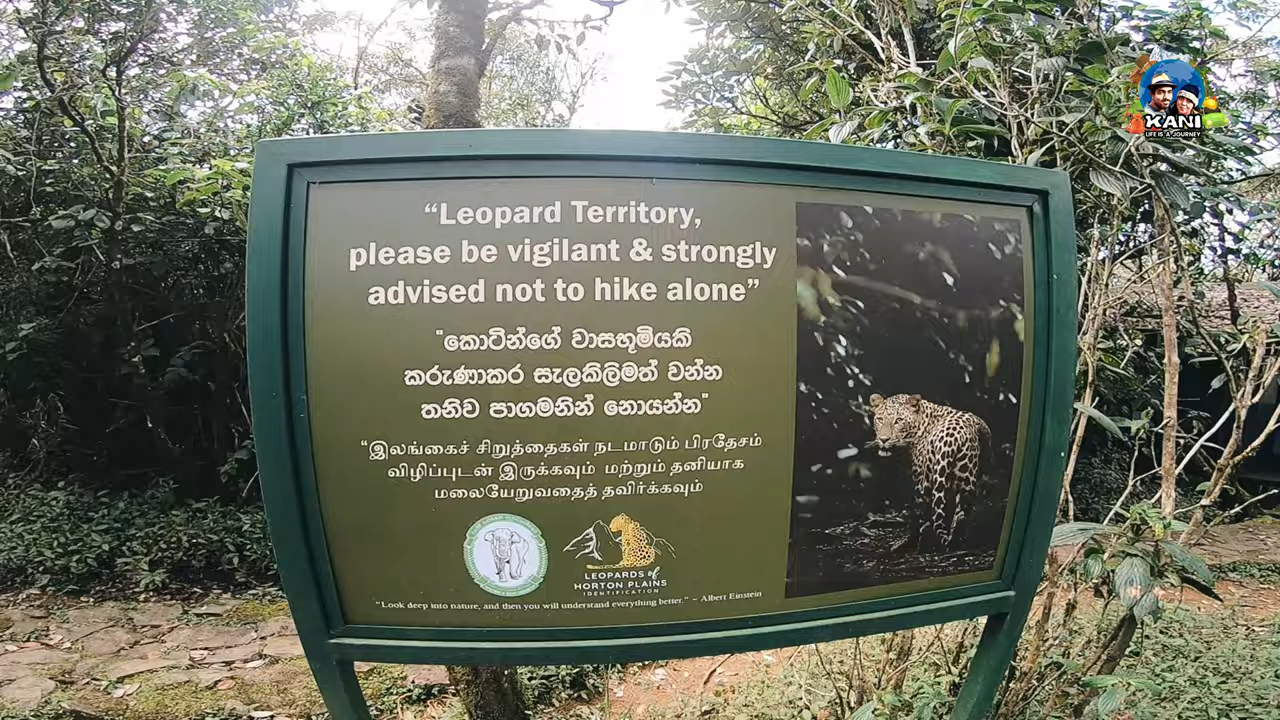 KANI
LIFE IS A JOURNEY
“Leopard Territory,
please be vigilant & strongly
advised not to hike alone”
"කොටින්ගේ වාසභූමියකි
කරුණාකර සැලකිලිමත් වන්න
තනිව පාගමනින් නොයන්න"
“இலங்கைச் சிறுத்தைகள் நடமாடும் பிரதேசம்
விழிப்புடன் இருக்கவும் மற்றும் தனியாக
மலையேறுவதைத் தவிர்க்கவும்
LEOPARDS of
HORTON PLAINS
IDENTIFICATION
"Look deep into nature, and then you will understand everything better." ~ Albert Einstein